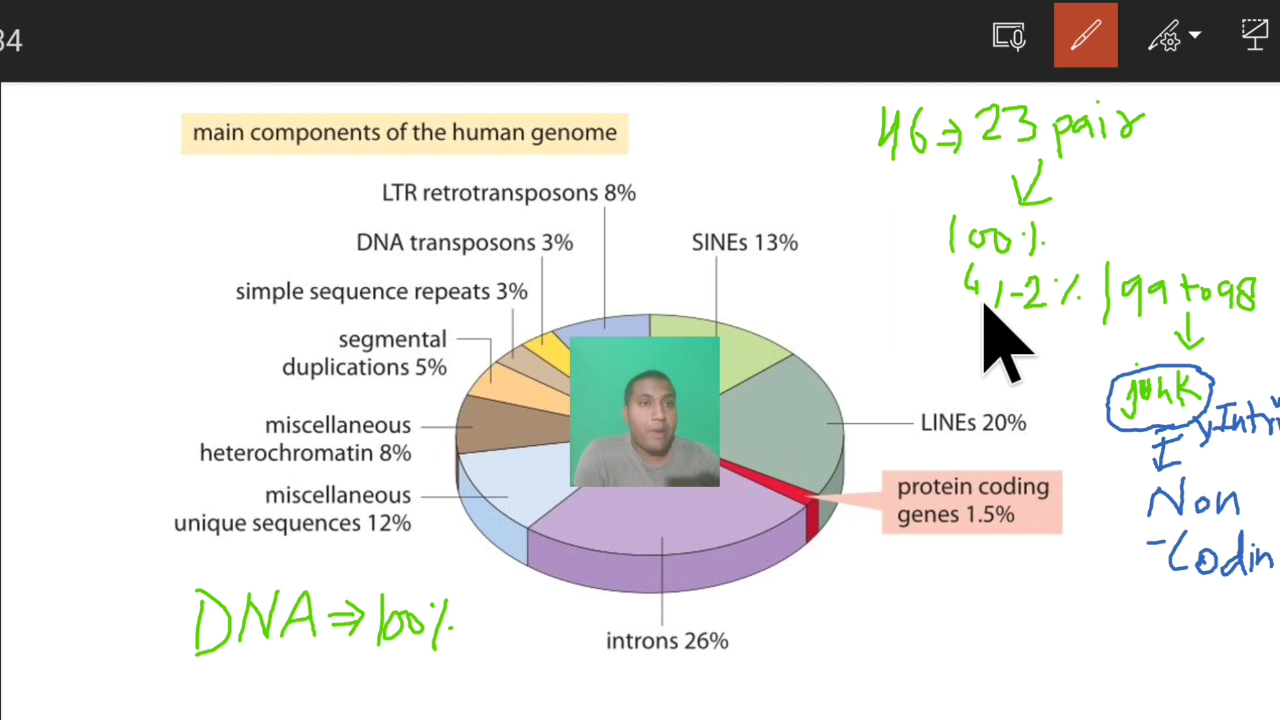 34
main components of the human genome
46 ⇒ 23 pair
LTR retrotransposons 8%
DNA transposons 3%
SINEs 13%
100%
simple sequence repeats 3%
1-2% | 99 to 98
segmental
duplications 5%
junk
Intr
miscellaneous
heterochromatin 8%
LINEs 20%
protein coding
genes 1.5%
miscellaneous
unique sequences 12%
Non
-Codin
DNA ⇒ 100%
introns 26%